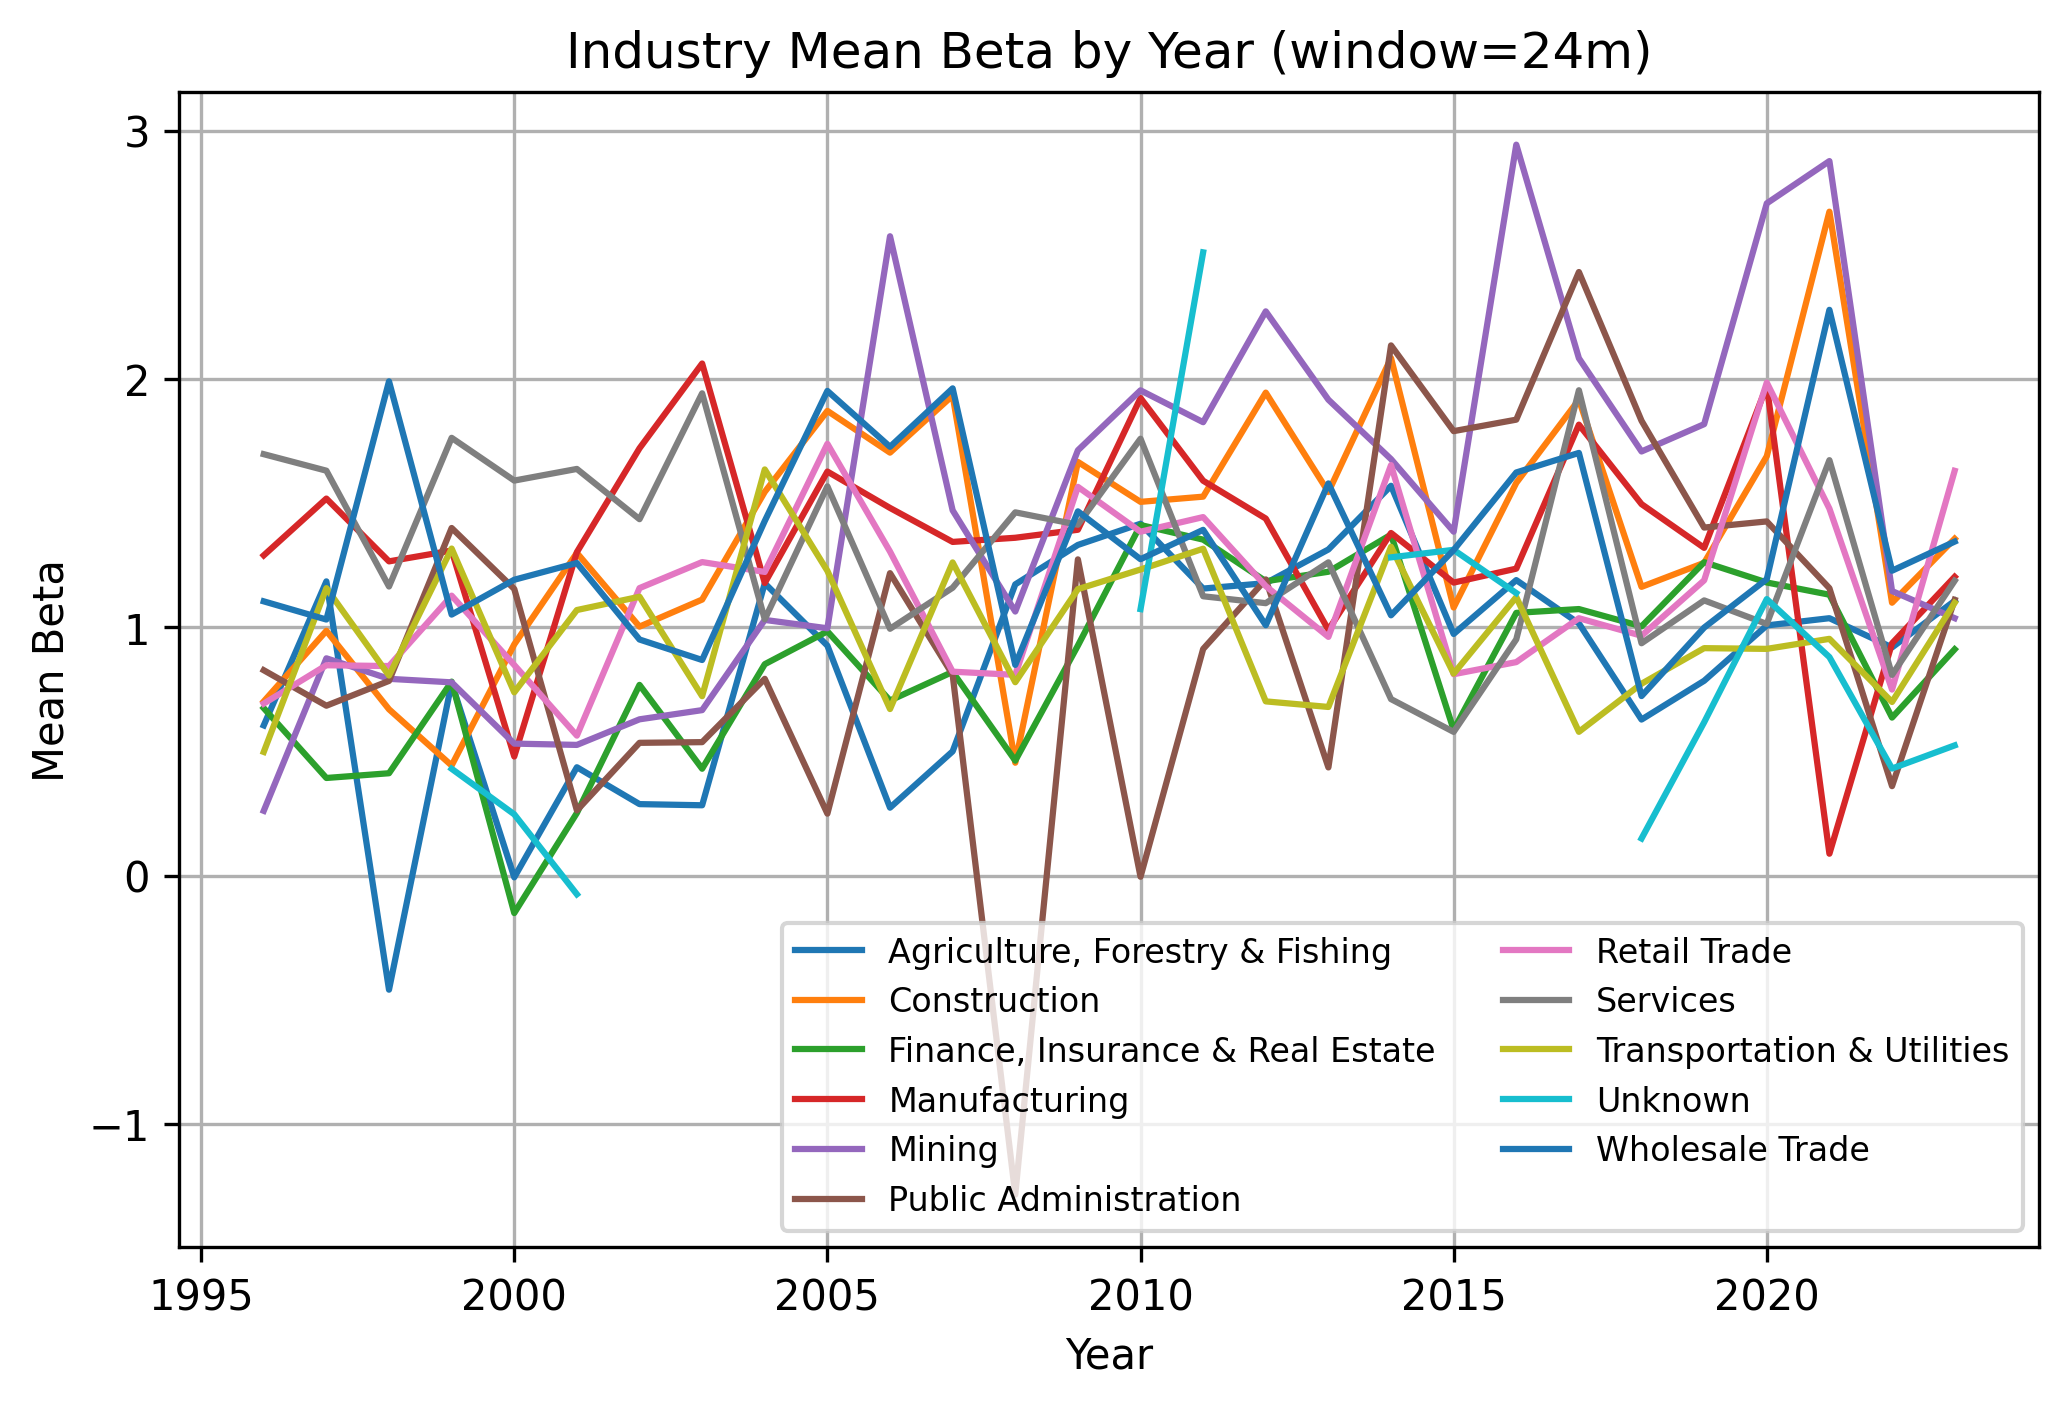 Industry Mean Beta by Year (window=24m)
Mean Beta
3
2
1
0
−1
Agriculture, Forestry & Fishing
Construction
Finance, Insurance & Real Estate
Manufacturing
Mining
Public Administration
Retail Trade
Services
Transportation & Utilities
Unknown
Wholesale Trade
1995 2000 2005 2010 2015 2020
Year